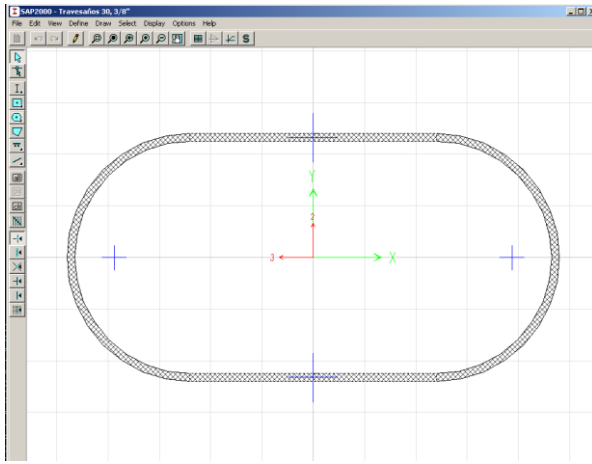 SAP2000 - Travesaños 30, 3/8"
File Edit View Define Draw Select Display Options Help
Y
2
3
X